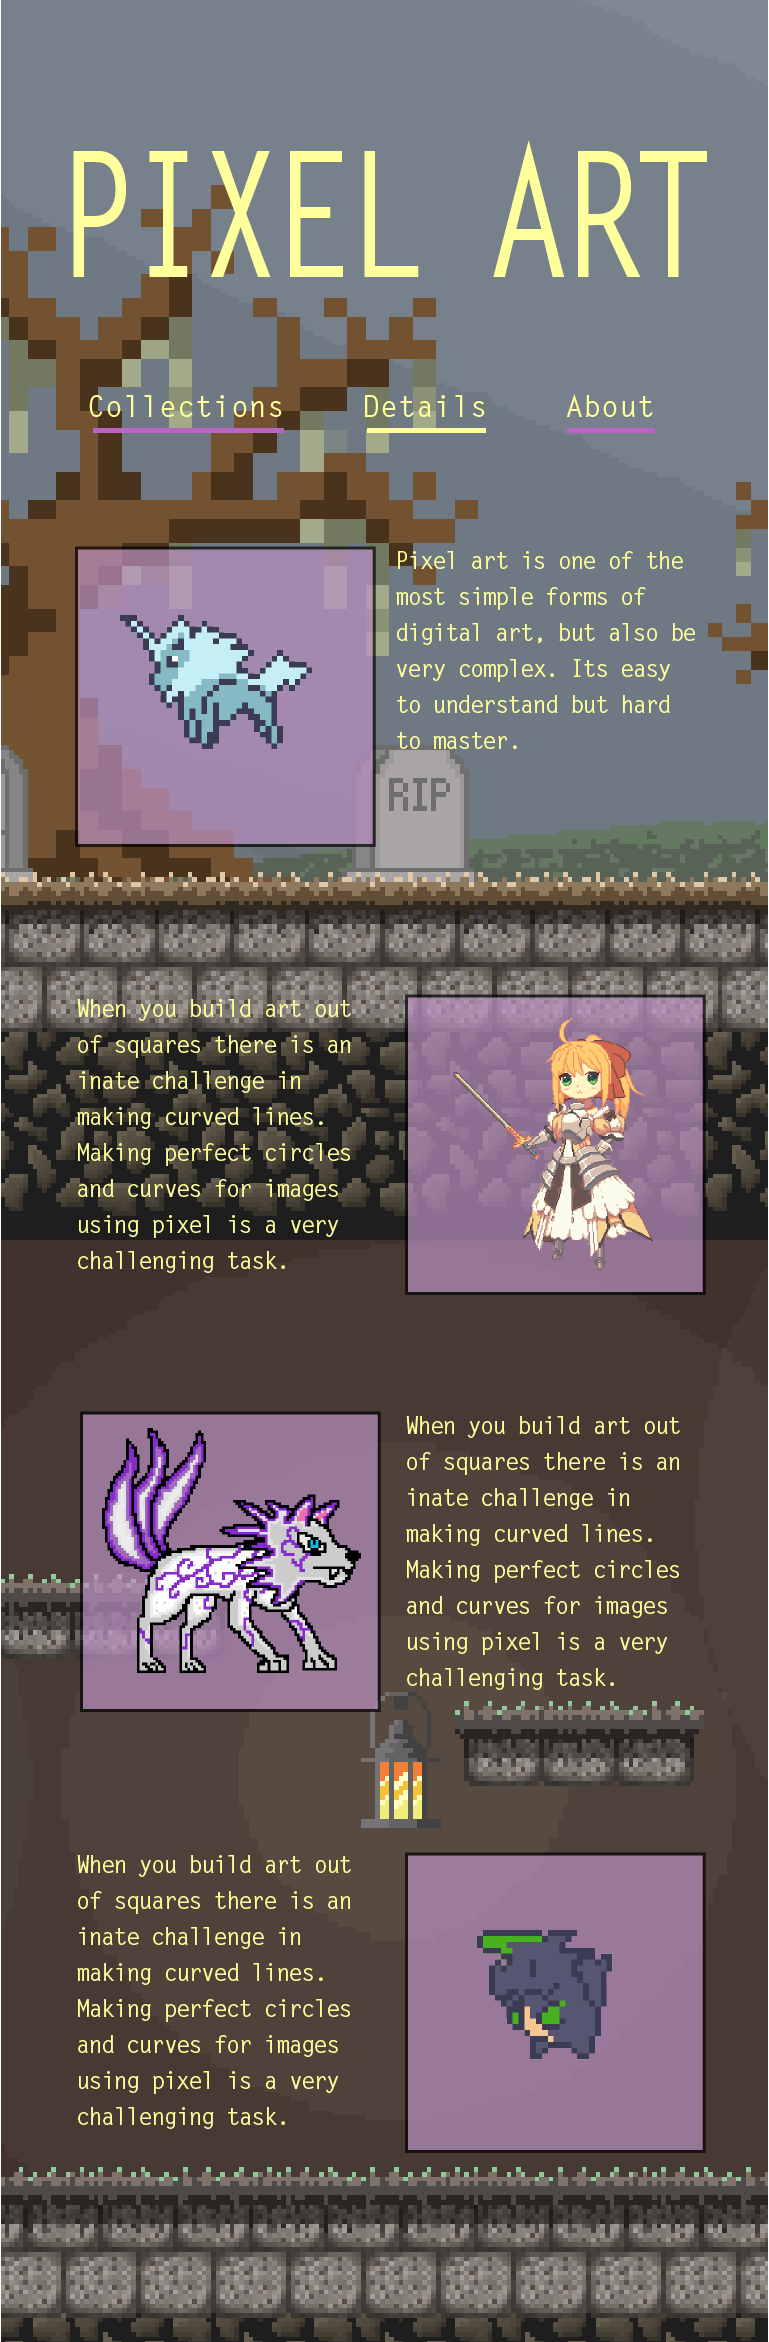 PIXEL ART
Collections Details About
Pixel art is one of the
most simple forms of
digital art, but also be
very complex. Its easy
to understand but hard
to master.
RIP
When you build art out
of squares there is an
inate challenge in
making curved lines.
Making perfect circles
and curves for images
using pixel is a very
challenging task.
When you build art out
of squares there is an
inate challenge in
making curved lines.
Making perfect circles
and curves for images
using pixel is a very
challenging task.
When you build art out
of squares there is an
inate challenge in
making curved lines.
Making perfect circles
and curves for images
using pixel is a very
challenging task.